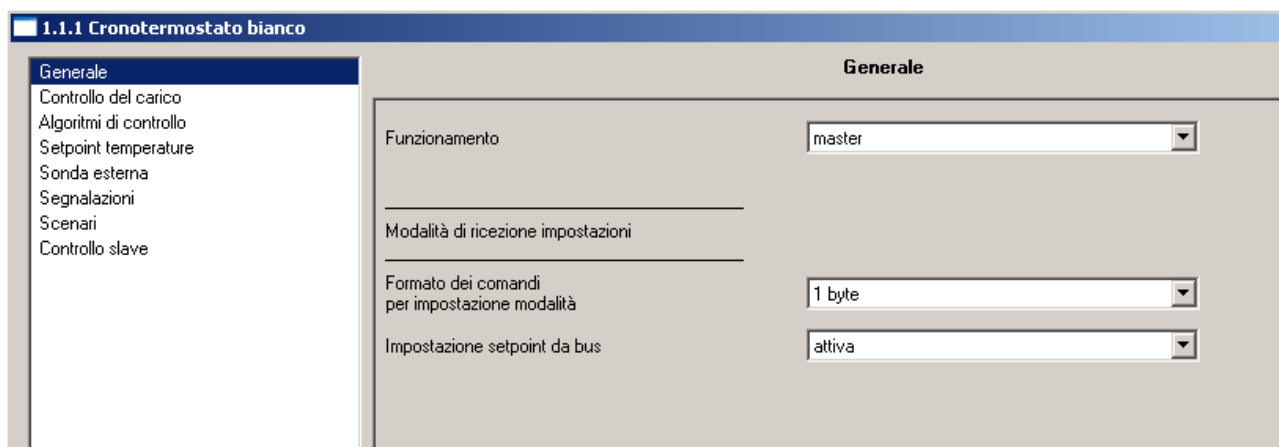 1.1.1 Cronotermostato bianco
Generale
Controllo del carico
Algoritmi di controllo
Setpoint temperature
Sonda esterna
Segnalazioni
Scenari
Controllo slave
Generale
Funzionamento
master
Modalità di ricezione impostazioni
Formato dei comandi
per impostazione modalità
1 byte
Impostazione setpoint da bus
attiva